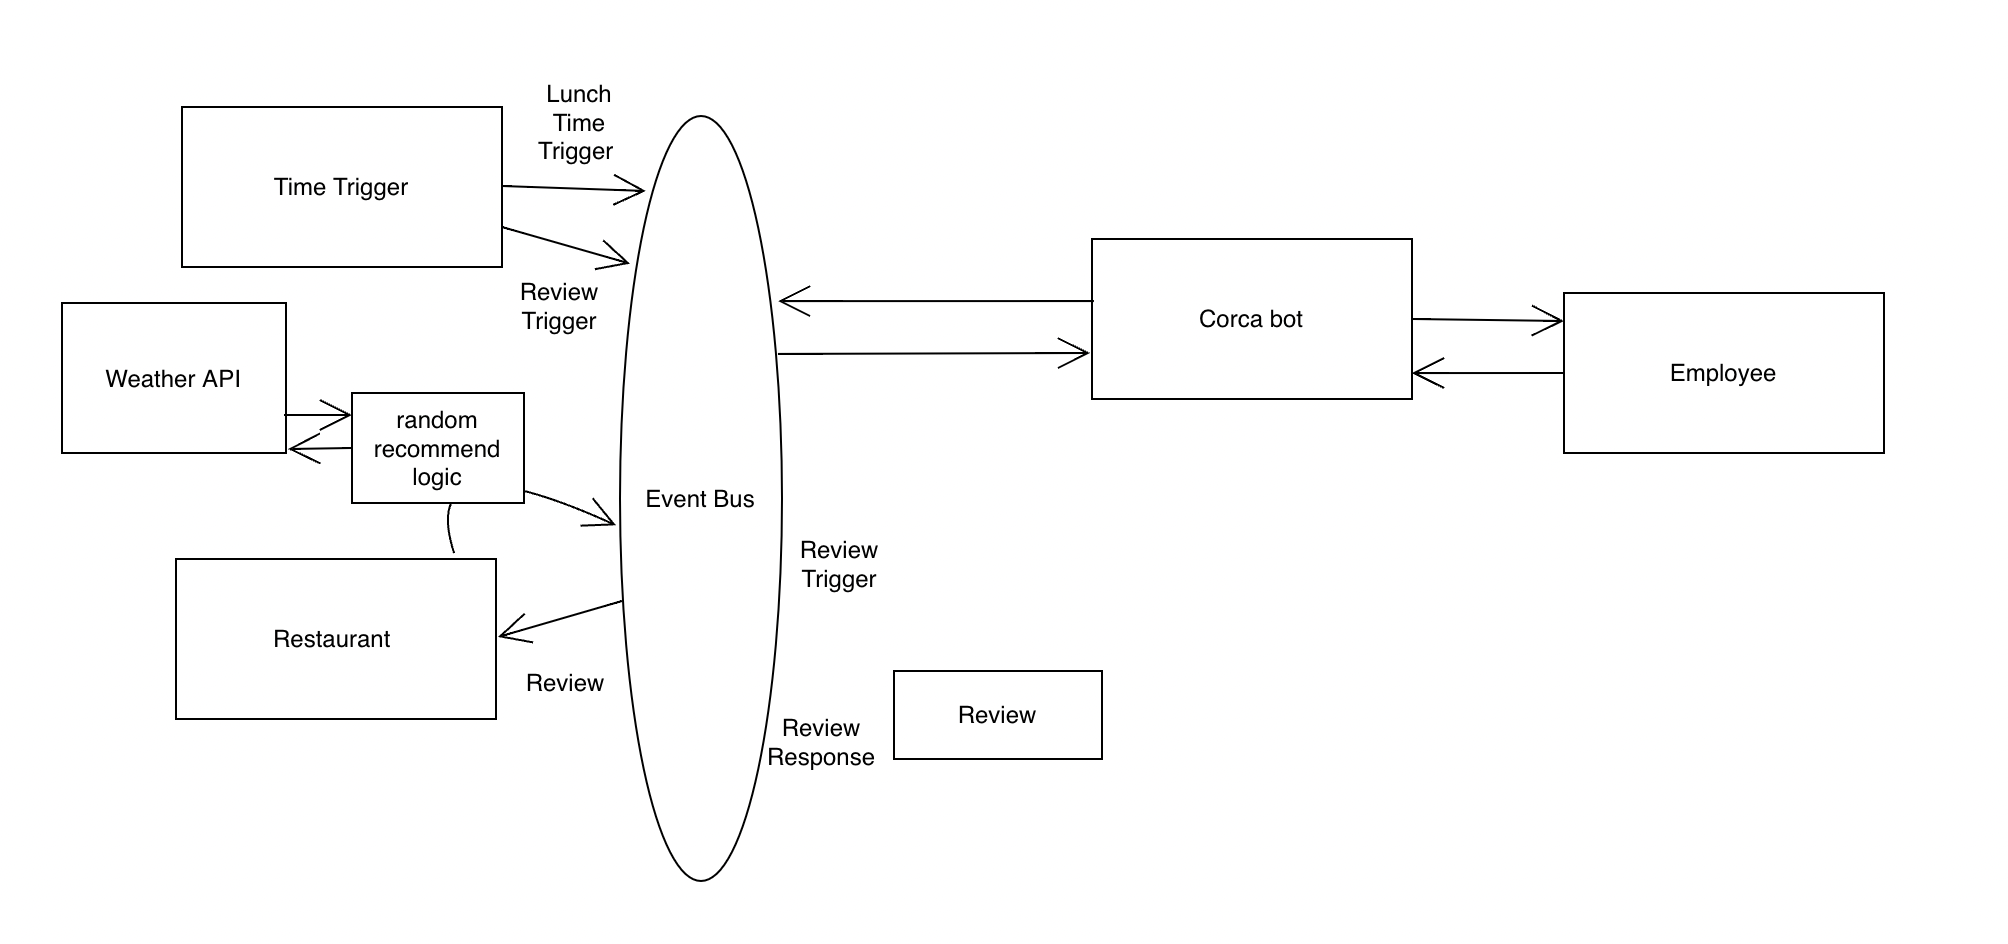 Lunch
Time
Trigger
Time Trigger
Review
Trigger
Corca bot
Employee
Weather API
random
recommend
logic
Event Bus
Review
Trigger
Restaurant
Review
Review
Review
Response